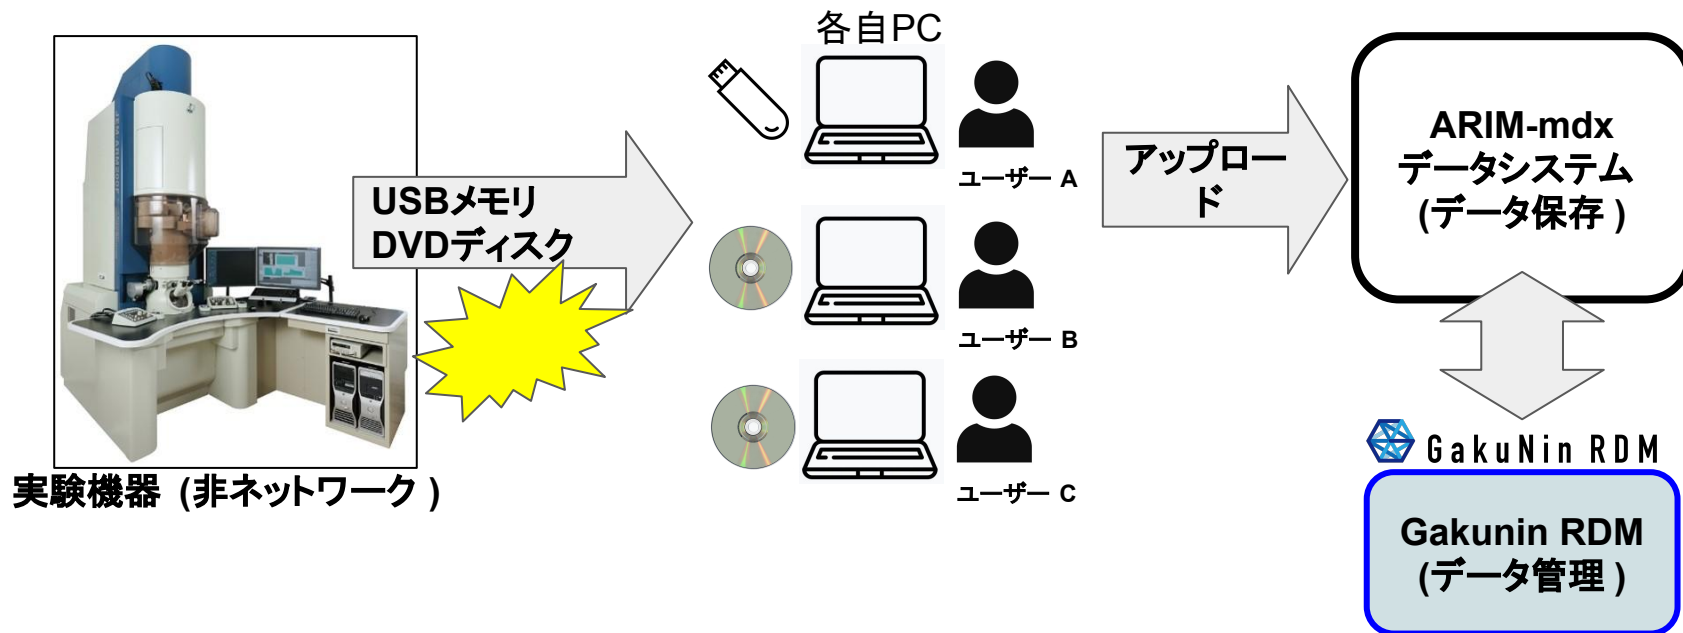 各自PC
USBメモリ
DVDディスク
ユーザー A
ユーザー B
ユーザー C
アップロー
ド
ARIM-mdx
データシステム
(データ保存 )
実験機器 (非ネットワーク )
GakuNin RDM
Gakunin RDM
(データ管理 )